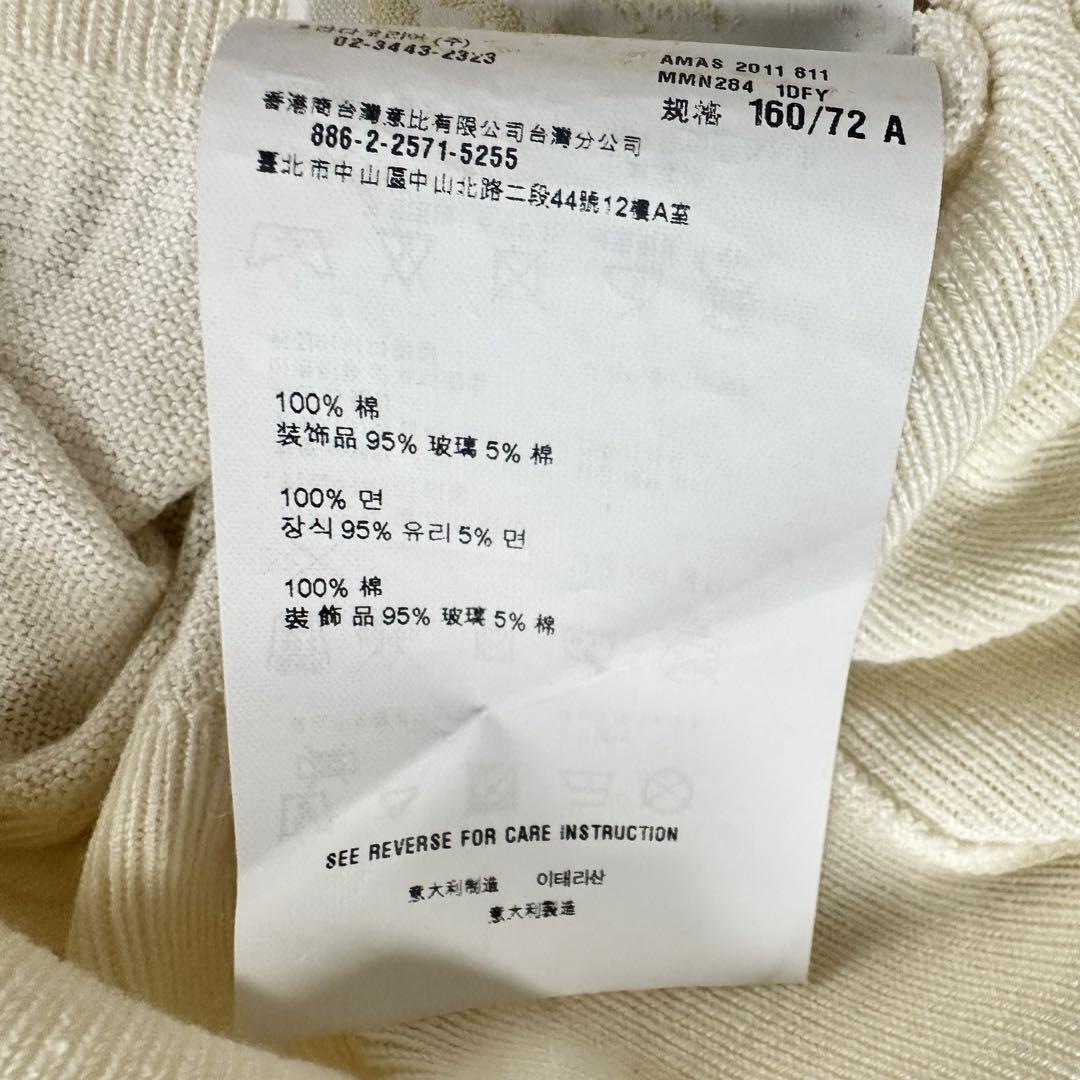 02-3443-2323
AMAS 2011 811
MMN284 1DFY
规格 160/72 A
香港商台灣意比有限公司台灣分公司
886-2-2571-5255
臺北市中山區中山北路二段44號12樓A室
100% 棉
装饰品 95% 玻璃 5% 棉
100% 면
장식 95% 유리 5% 면
100% 棉
裝飾品 95% 玻璃 5% 棉
SEE REVERSE FOR CARE INSTRUCTION
意大利制造 이태리산
意大利製造